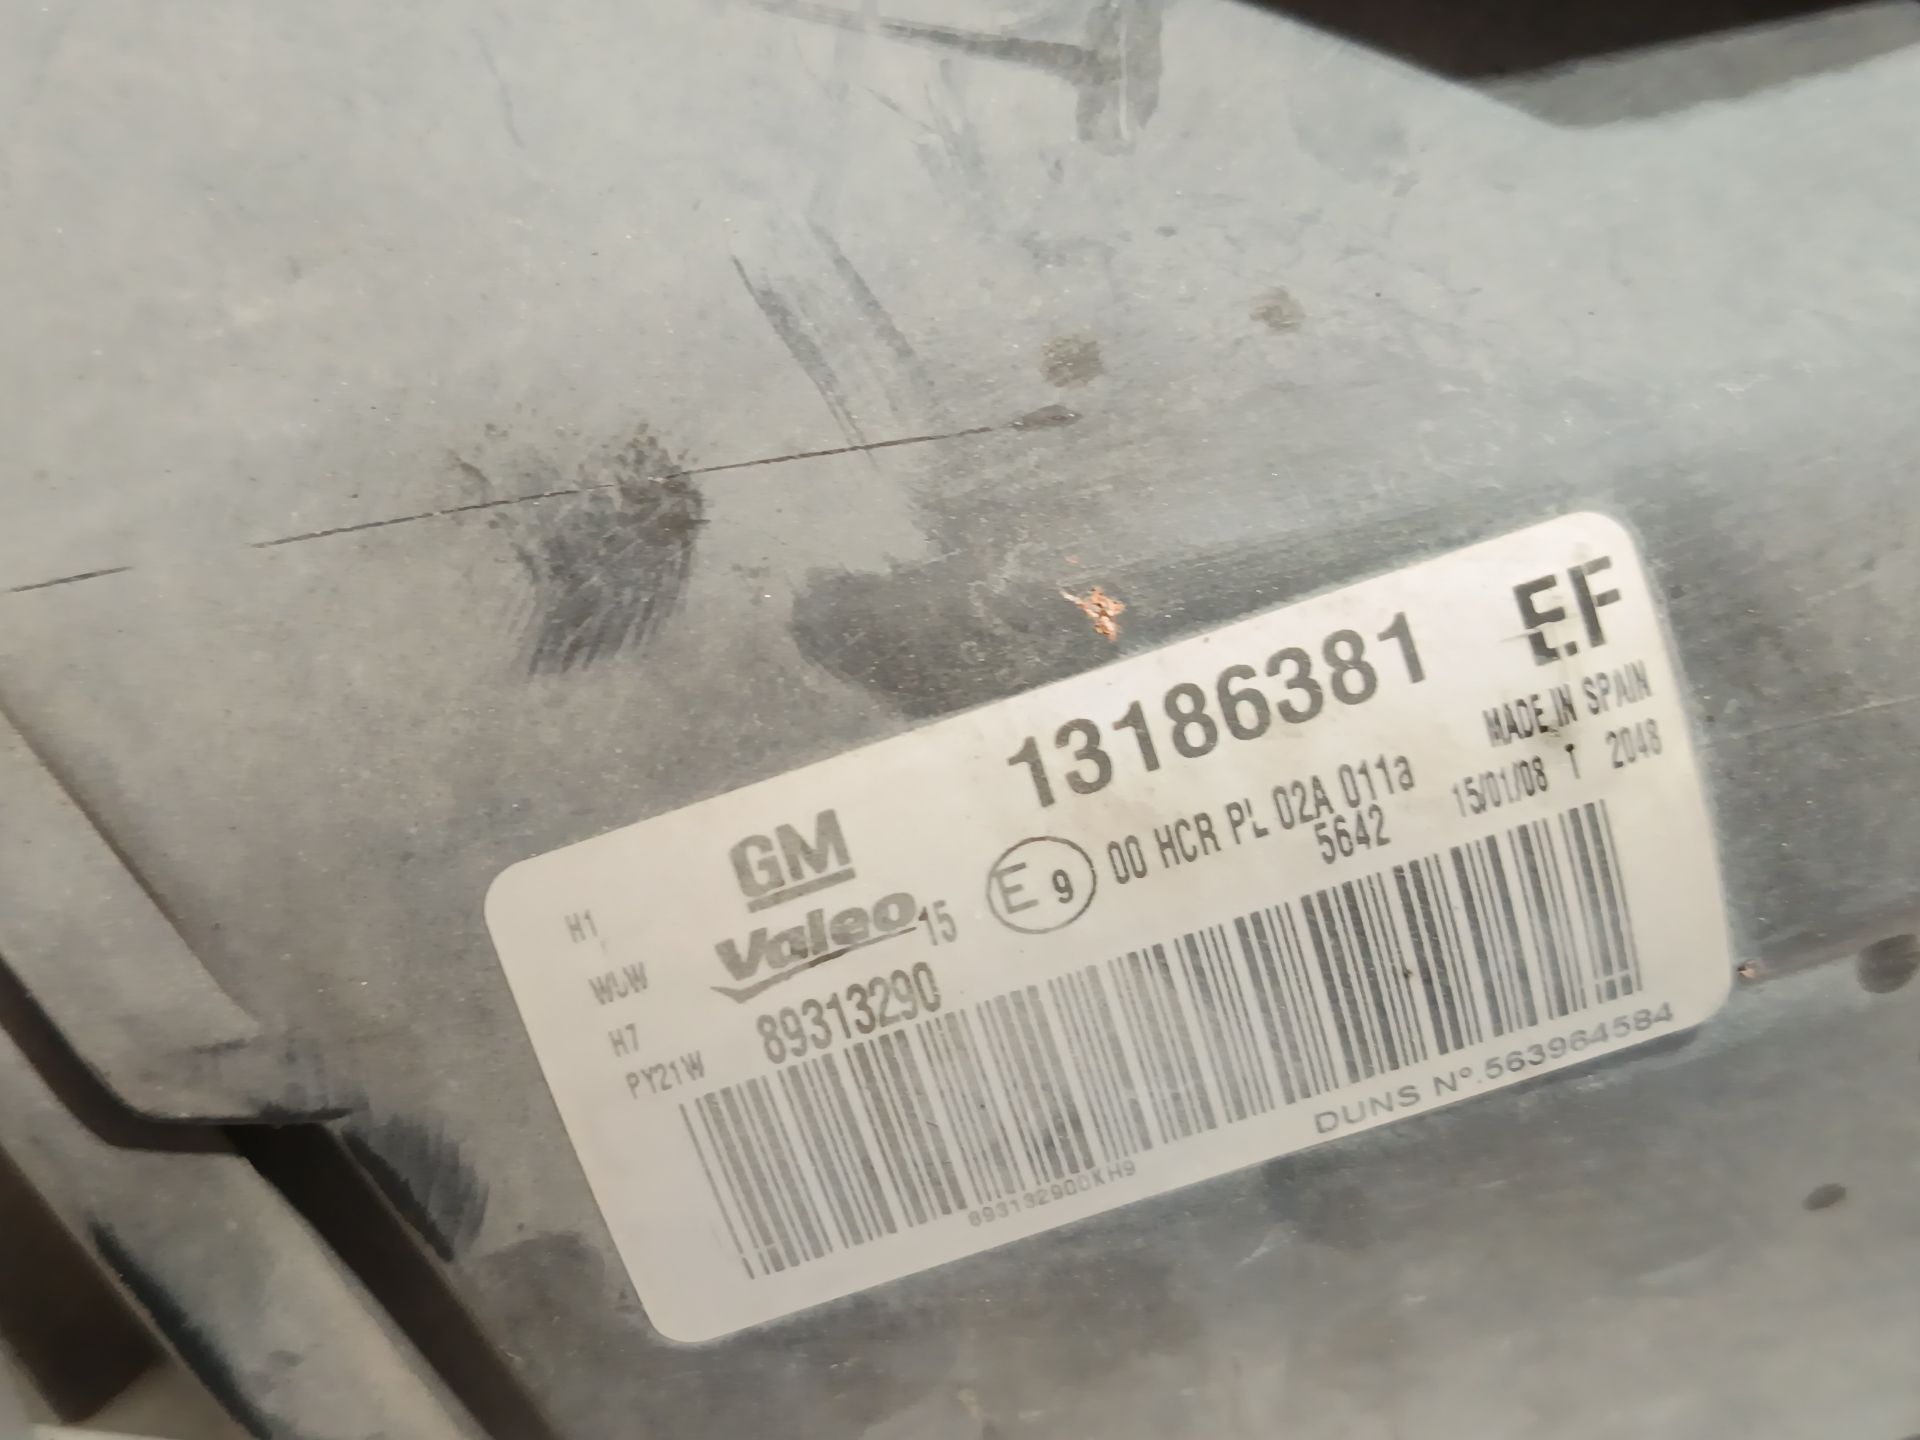 13186381 EF
MADE IN SPAIN
GM
E 9 00 HCR PL 02A 011a 15/01/08 T 2048
5642
Valeo 15
H1
W5W
89313290
H7
PY21W
893132900KH9
DUNS Nº.563964584